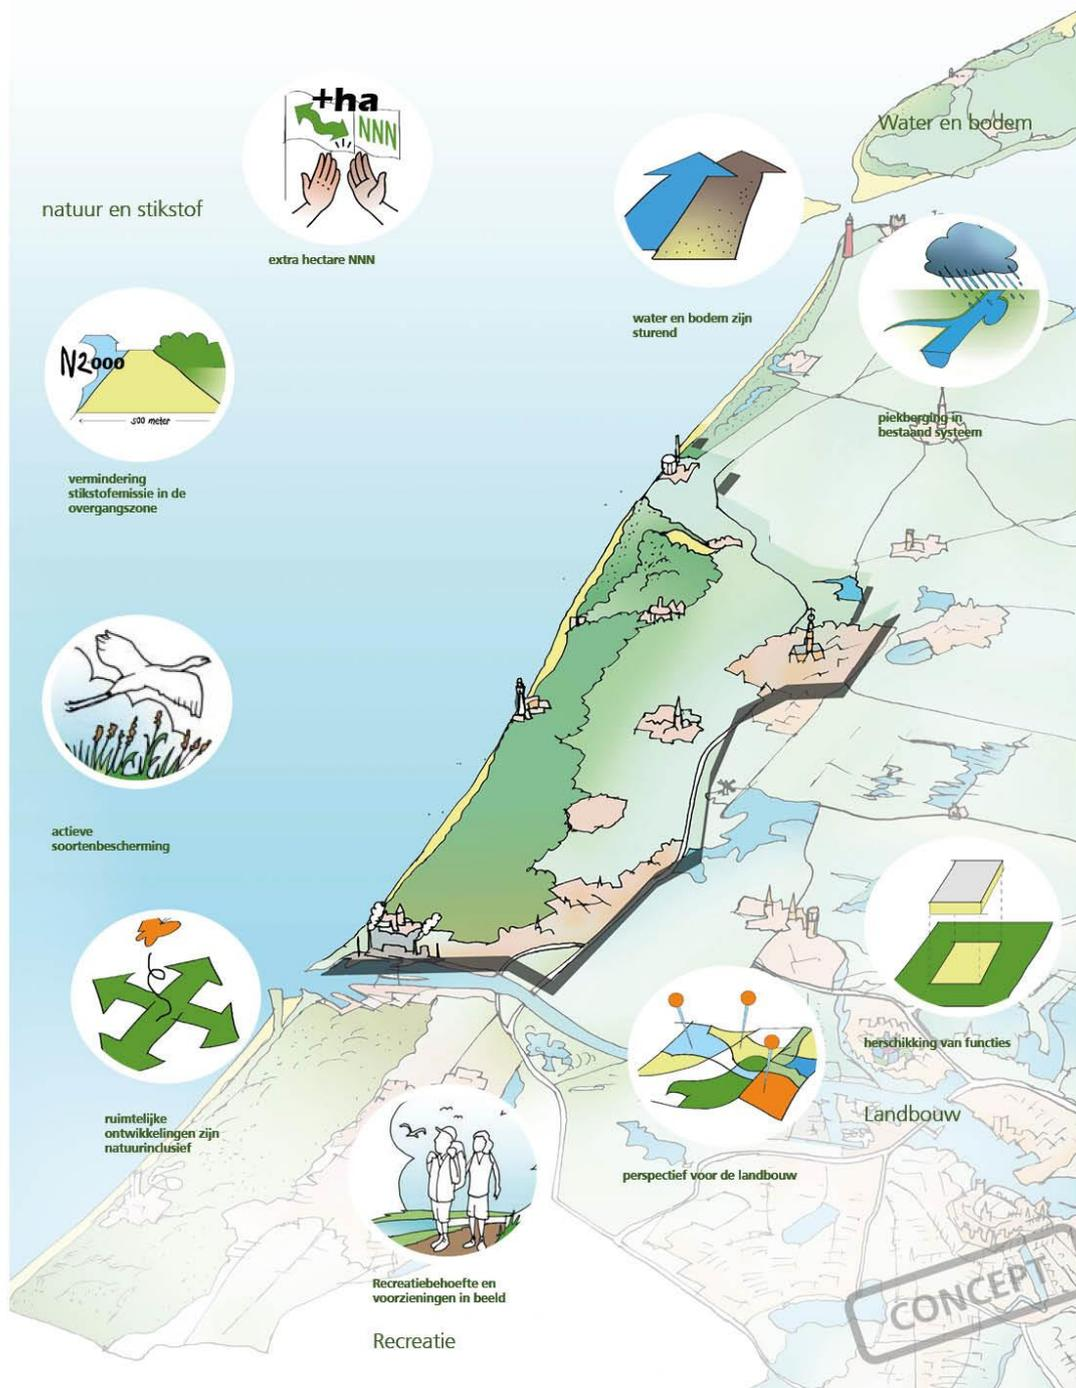 +ha
NNN
extra hectare NNN
natuur en stikstof
Water en bodem
water en bodem zijn
sturend
piekberging in
bestaand systeem
N2000
500 meter
vermindering
stikstofemissie in de
overgangszone
actieve
soortenbescherming
ruimtelijke
ontwikkelingen zijn
natuurinclusief
herschikking van functies
Landbouw
perspectief voor de landbouw
Recreatiebehoefte en
voorzieningen in beeld
Recreatie
CONCEPT